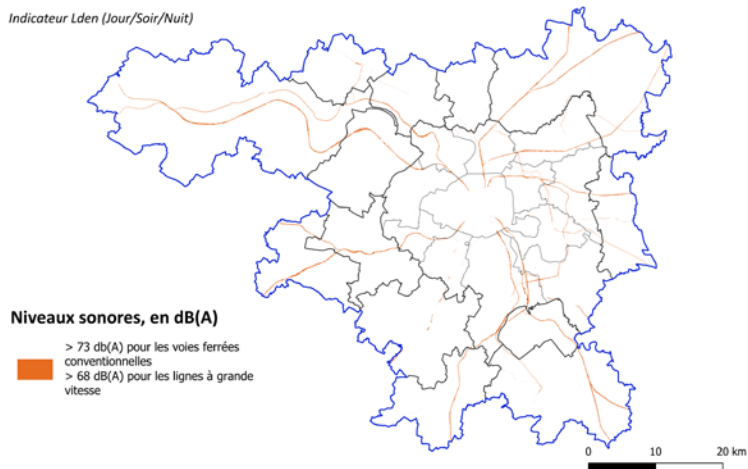 Indicateur Lden (Jour/Soir/Nuit)
Niveaux sonores, en dB(A)
> 73 db(A) pour les voies ferrées
conventionnelles
> 68 dB(A) pour les lignes à grande
vitesse
0 10 20 km